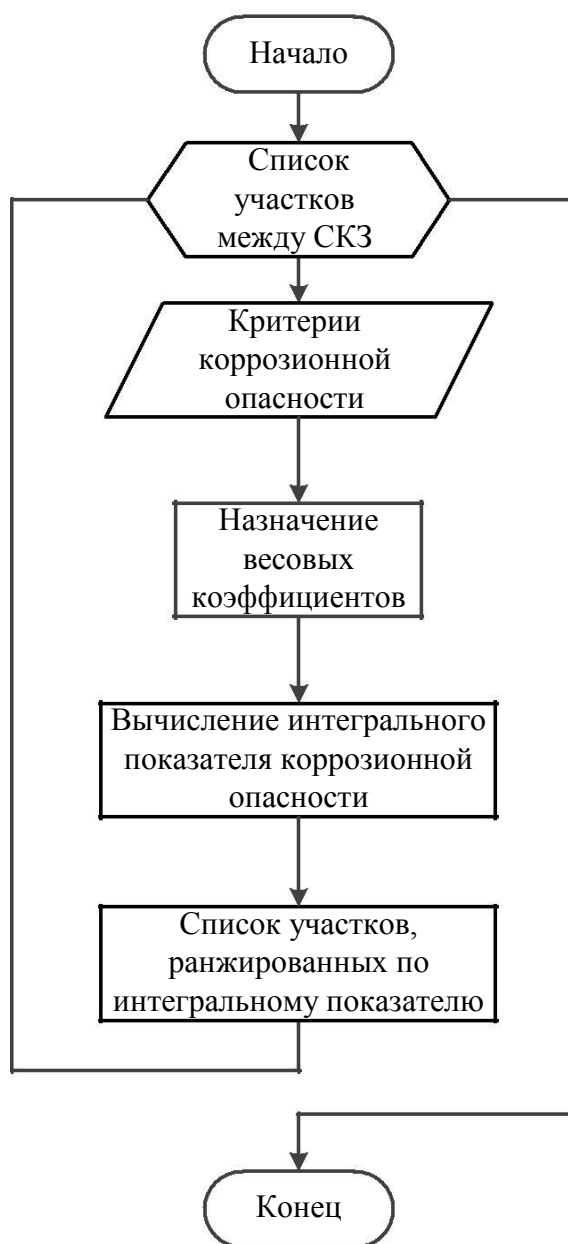 Начало
Список
участков
между СКЗ
Критерии
коррозионной
опасности
Назначение
весовых
коэффициентов
Вычисление интегрального
показателя коррозионной
опасности
Список участков,
ранжированных по
интегральному показателю
Конец